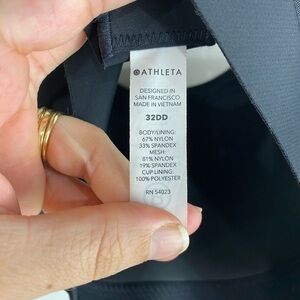 ATHLETA
DESIGNED IN
SAN FRANCISCO
MADE IN VIETNAM
32DD
BODY/LINING:
67% NYLON
33% SPANDEX
MESH:
81% NYLON
19% SPANDEX
CUP LINING:
100% POLYESTER
RN 54023